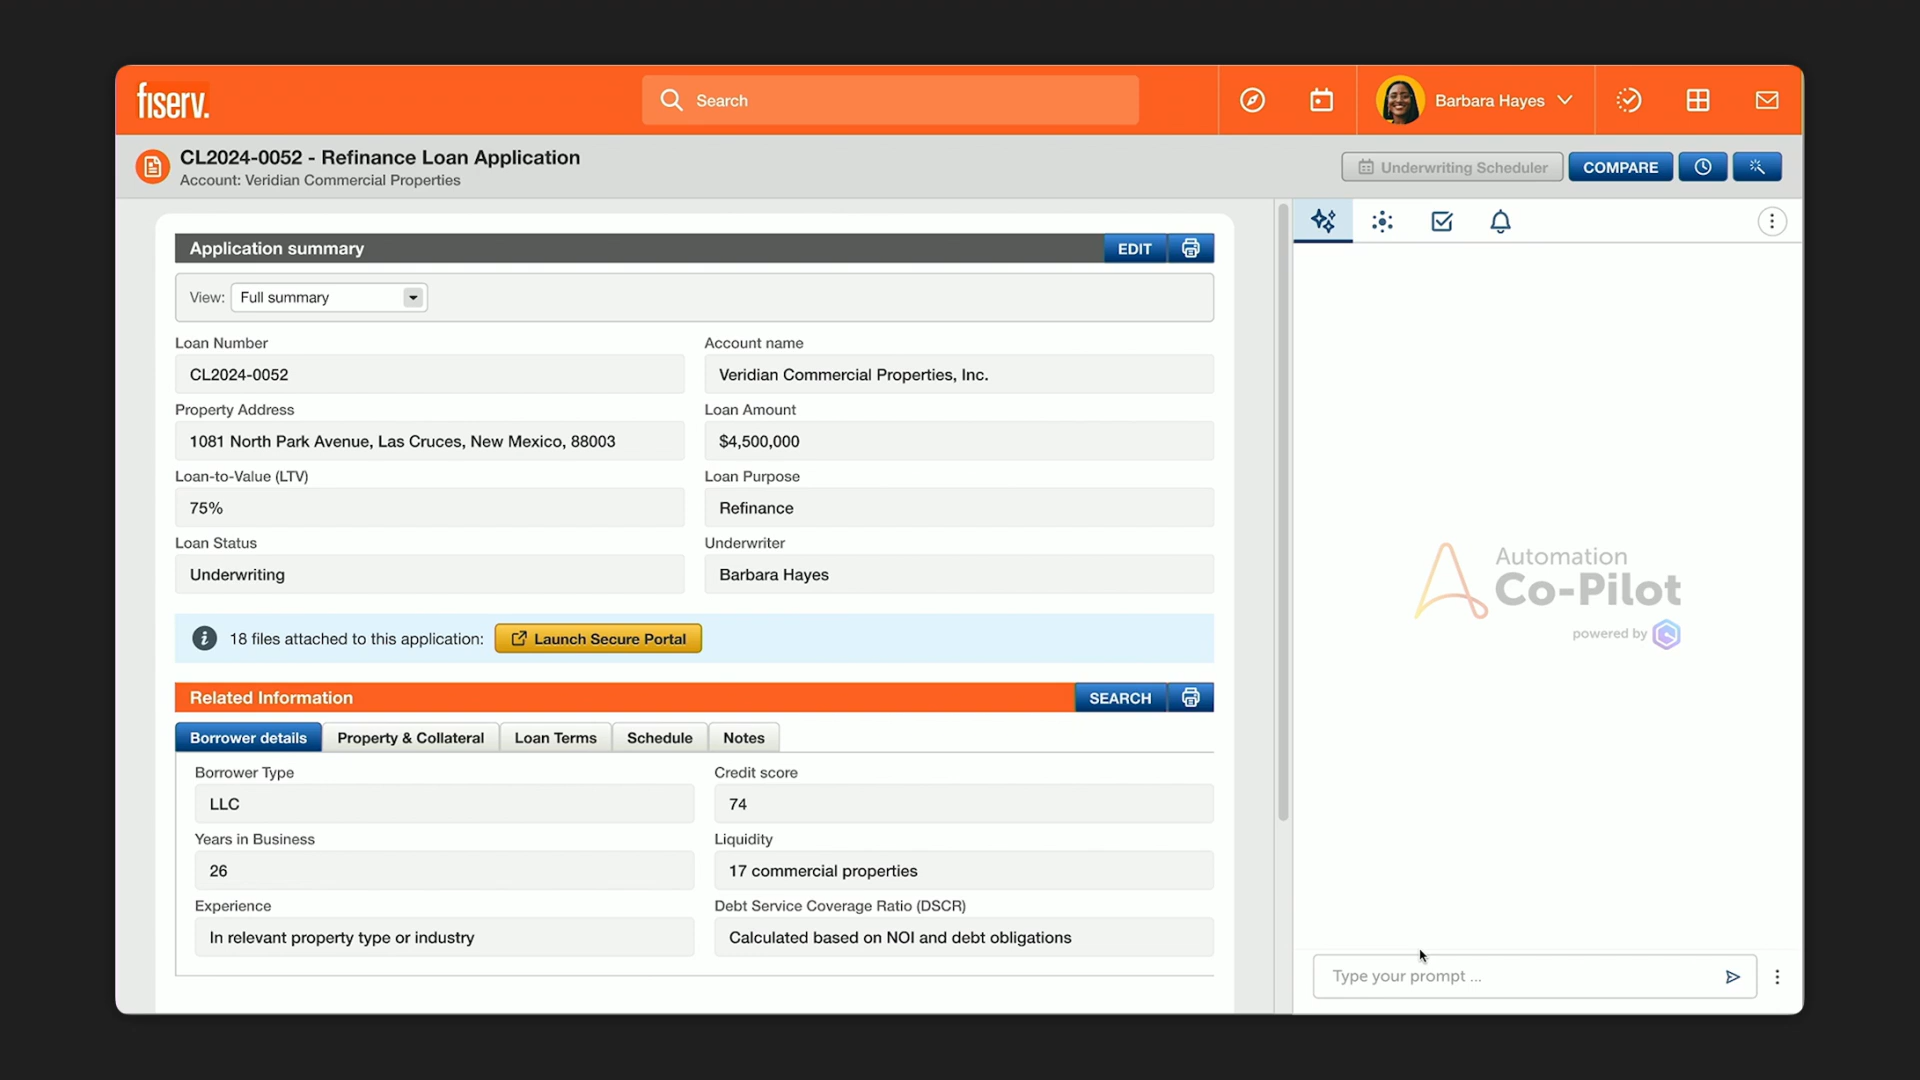 fiserv.
Search
Barbara Hayes
CL2024-0052 - Refinance Loan Application
Account: Veridian Commercial Properties
Underwriting Scheduler
COMPARE
Application summary
EDIT
View:
Full summary
Loan Number
Account name
CL2024-0052
Veridian Commercial Properties, Inc.
Property Address
Loan Amount
1081 North Park Avenue, Las Cruces, New Mexico, 88003
$4,500,000
Loan-to-Value (LTV)
Loan Purpose
75%
Refinance
Loan Status
Underwriter
Underwriting
Barbara Hayes
18 files attached to this application:
Launch Secure Portal
Related Information
SEARCH
Borrower details
Property & Collateral
Loan Terms
Schedule
Notes
Borrower Type
Credit score
LLC
74
Years in Business
Liquidity
26
17 commercial properties
Experience
Debt Service Coverage Ratio (DSCR)
In relevant property type or industry
Calculated based on NOI and debt obligations
Automation
Co-Pilot
powered by
Type your prompt ...